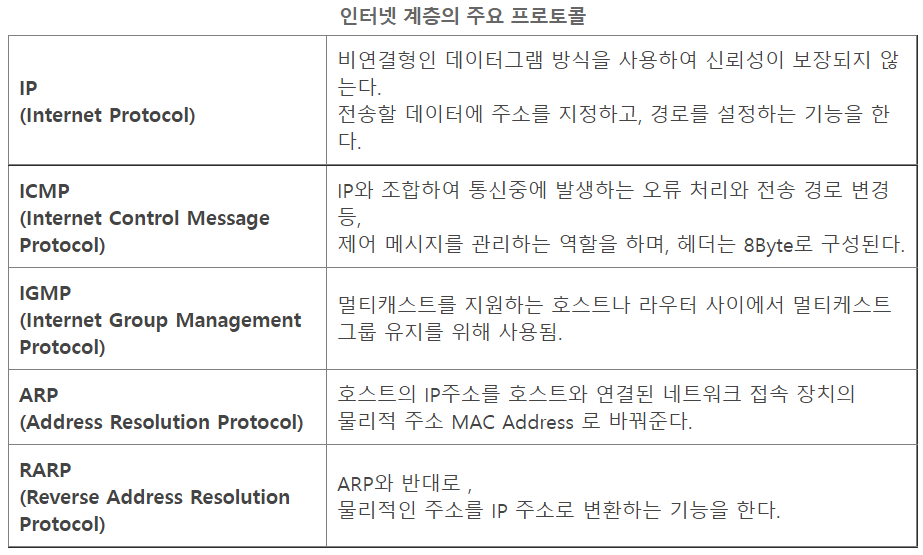 인터넷 계층의 주요 프로토콜
IP
(Internet Protocol)
비연결형인 데이터그램 방식을 사용하여 신뢰성이 보장되지 않
는다.
전송할 데이터에 주소를 지정하고, 경로를 설정하는 기능을 한
다.
ICMP
(Internet Control Message
Protocol)
IP와 조합하여 통신중에 발생하는 오류 처리와 전송 경로 변경
등,
제어 메시지를 관리하는 역할을 하며, 헤더는 8Byte로 구성된다.
IGMP
(Internet Group Management
Protocol)
멀티캐스트를 지원하는 호스트나 라우터 사이에서 멀티케스트
그룹 유지를 위해 사용됨.
ARP
(Address Resolution Protocol)
호스트의 IP주소를 호스트와 연결된 네트워크 접속 장치의
물리적 주소 MAC Address 로 바꿔준다.
RARP
(Reverse Address Resolution
Protocol)
ARP와 반대로 ,
물리적인 주소를 IP 주소로 변환하는 기능을 한다.